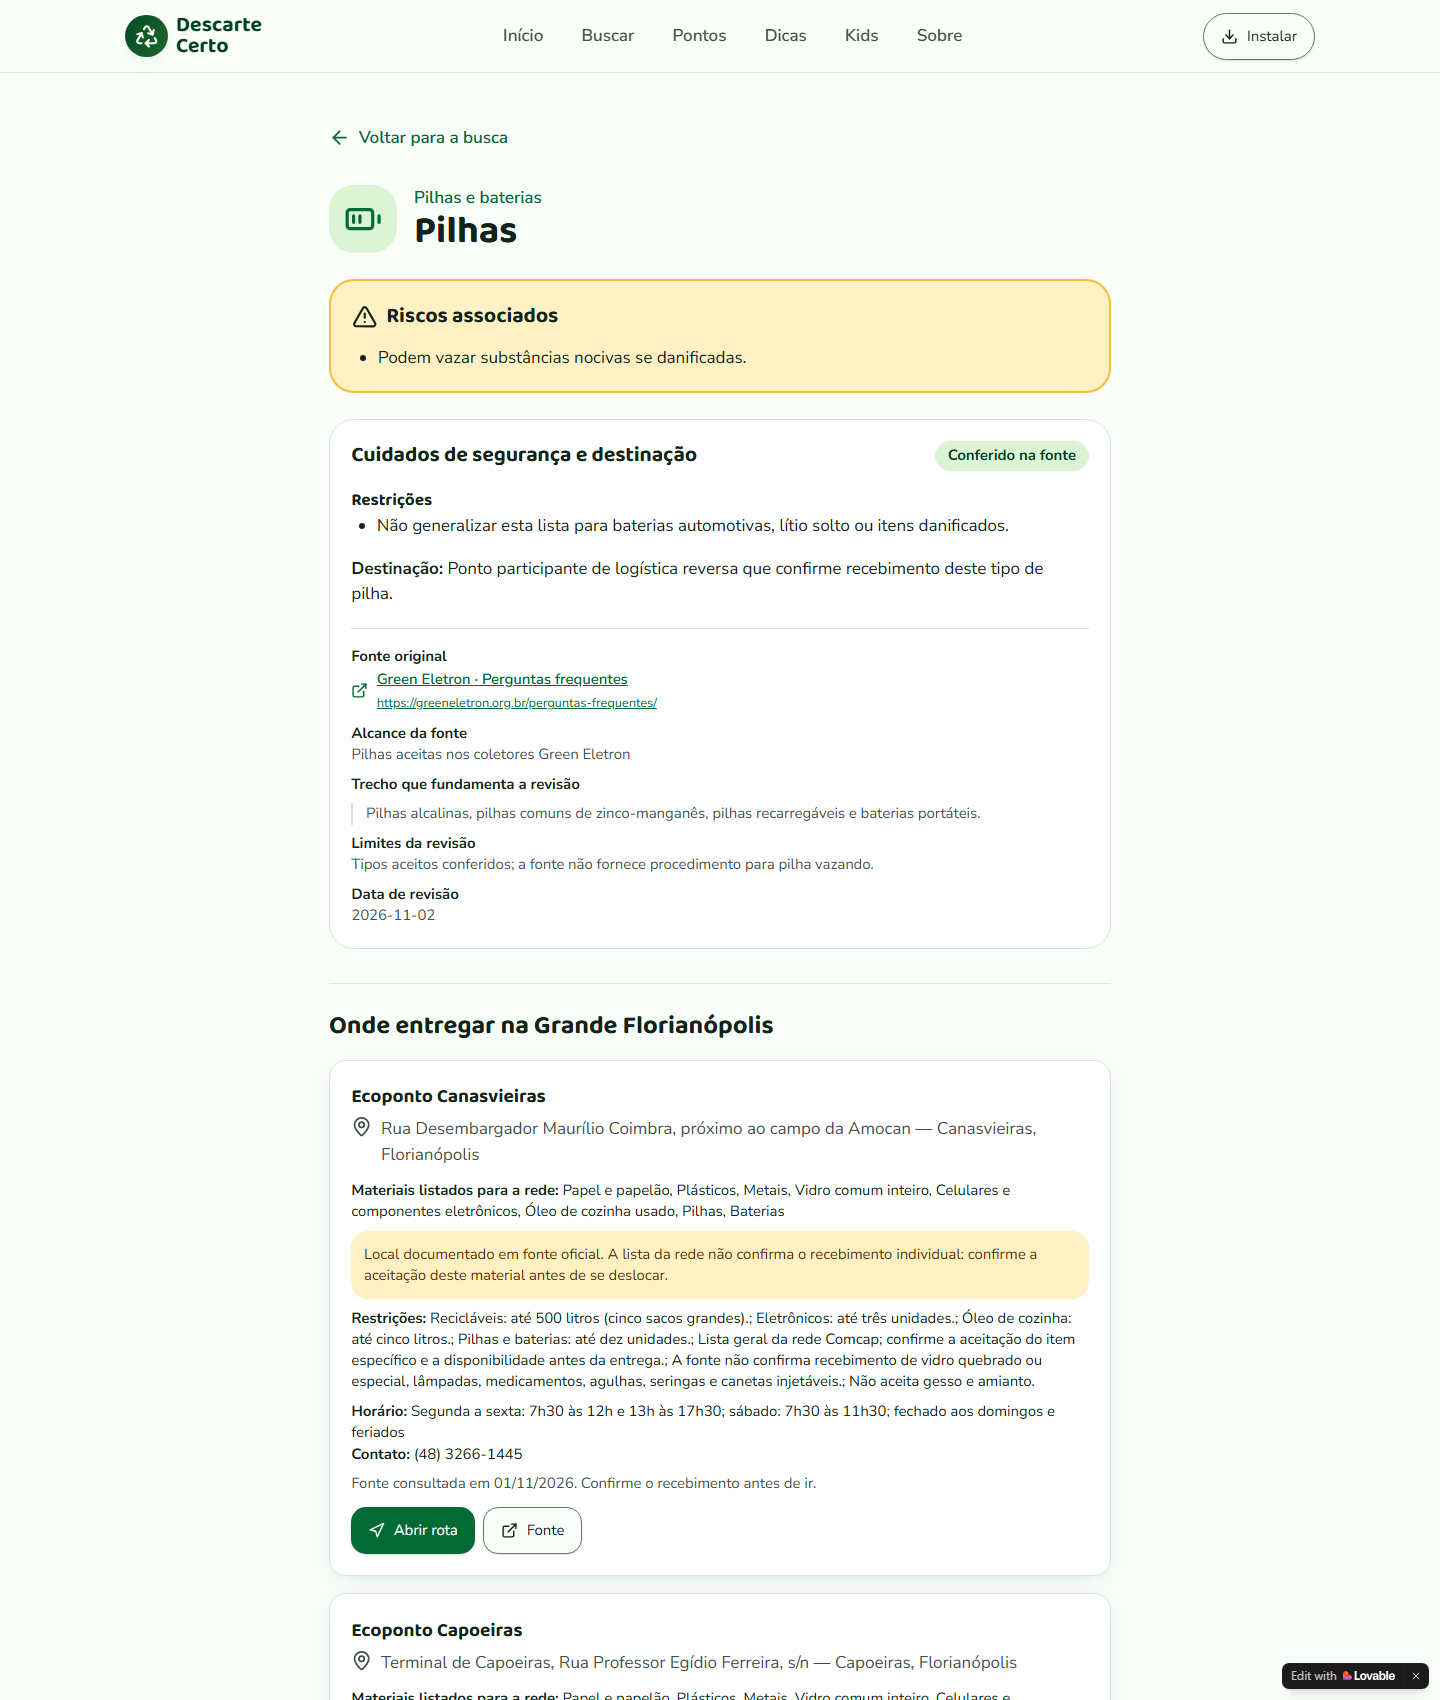 Descarte
Certo
Início
Buscar
Pontos
Dicas
Kids
Sobre
Instalar
Voltar para a busca
Pilhas e baterias
Pilhas
Riscos associados
• Podem vazar substâncias nocivas se danificadas.
Cuidados de segurança e destinação
Conferido na fonte
Restrições
• Não generalizar esta lista para baterias automotivas, lítio solto ou itens danificados.
Destinação: Ponto participante de logística reversa que confirme recebimento deste tipo de
pilha.
Fonte original
Green Eletron · Perguntas frequentes
https://greeneletron.org.br/perguntas-frequentes/
Alcance da fonte
Pilhas aceitas nos coletores Green Eletron
Trecho que fundamenta a revisão
Pilhas alcalinas, pilhas comuns de zinco-manganês, pilhas recarregáveis e baterias portáteis.
Limites da revisão
Tipos aceitos conferidos; a fonte não fornece procedimento para pilha vazando.
Data de revisão
2026-11-02
Onde entregar na Grande Florianópolis
Ecoponto Canasvieiras
Rua Desembargador Maurílio Coimbra, próximo ao campo da Amocan — Canasvieiras,
Florianópolis
Materiais listados para a rede: Papel e papelão, Plásticos, Metais, Vidro comum inteiro, Celulares e
componentes eletrônicos, Óleo de cozinha usado, Pilhas, Baterias
Local documentado em fonte oficial. A lista da rede não confirma o recebimento individual: confirme a
aceitação deste material antes de se deslocar.
Restrições: Recicláveis: até 500 litros (cinco sacos grandes).; Eletrônicos: até três unidades.; Óleo de cozinha:
até cinco litros.; Pilhas e baterias: até dez unidades.; Lista geral da rede Comcap; confirme a aceitação do item
específico e a disponibilidade antes da entrega.; A fonte não confirma recebimento de vidro quebrado ou
especial, lâmpadas, medicamentos, agulhas, seringas e canetas injetáveis.; Não aceita gesso e amianto.
Horário: Segunda a sexta: 7h30 às 12h e 13h às 17h30; sábado: 7h30 às 11h30; fechado aos domingos e
feriados
Contato: (48) 3266-1445
Fonte consultada em 01/11/2026. Confirme o recebimento antes de ir.
Abrir rota
Fonte
Ecoponto Capoeiras
Terminal de Capoeiras, Rua Professor Egídio Ferreira, s/n — Capoeiras, Florianópolis
Materiais listados para a rede: Papel e papelão, Plásticos, Metais, Vidro comum inteiro, Celulares e
Edit with Lovable ×